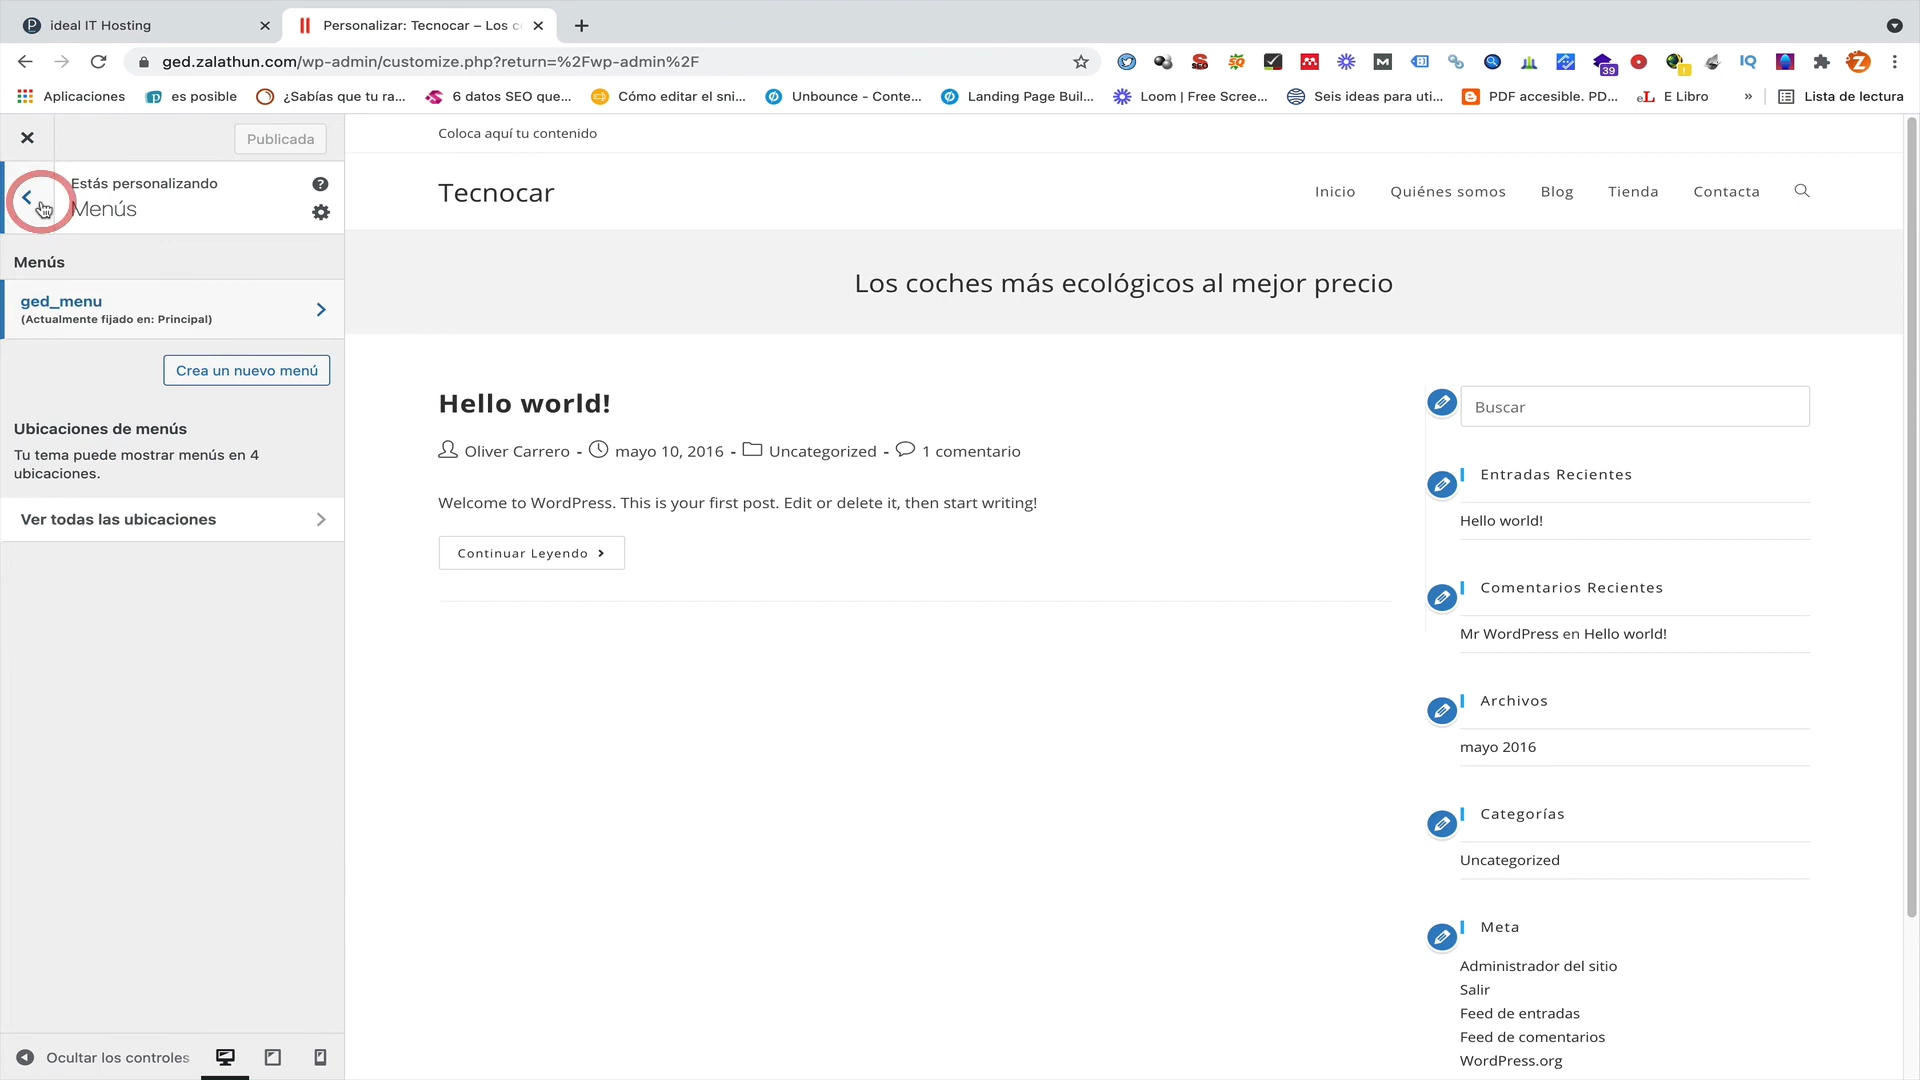 ideal IT Hosting
Personalizar: Tecnocar – Los c
ged.zalathun.com/wp-admin/customize.php?return=%2Fwp-admin%2F
39
IQ
Aplicaciones
es posible
¿Sabías que tu ra...
6 datos SEO que...
Cómo editar el sni...
Unbounce - Conte...
Landing Page Buil...
Loom | Free Scree...
Seis ideas para uti...
PDF accesible. PD...
E Libro
»
Lista de lectura
Publicada
Coloca aquí tu contenido
Estás personalizando
Menús
Tecnocar
Inicio
Quiénes somos
Blog
Tienda
Contacta
Menús
Los coches más ecológicos al mejor precio
ged_menu
(Actualmente fijado en: Principal)
Crea un nuevo menú
Ubicaciones de menús
Tu tema puede mostrar menús en 4
ubicaciones.
Ver todas las ubicaciones
Hello world!
Oliver Carrero - mayo 10, 2016 - Uncategorized - 1 comentario
Welcome to WordPress. This is your first post. Edit or delete it, then start writing!
Continuar Leyendo
Buscar
Entradas Recientes
Hello world!
Comentarios Recientes
Mr WordPress en Hello world!
Archivos
mayo 2016
Categorías
Uncategorized
Meta
Administrador del sitio
Salir
Feed de entradas
Feed de comentarios
WordPress.org
Ocultar los controles